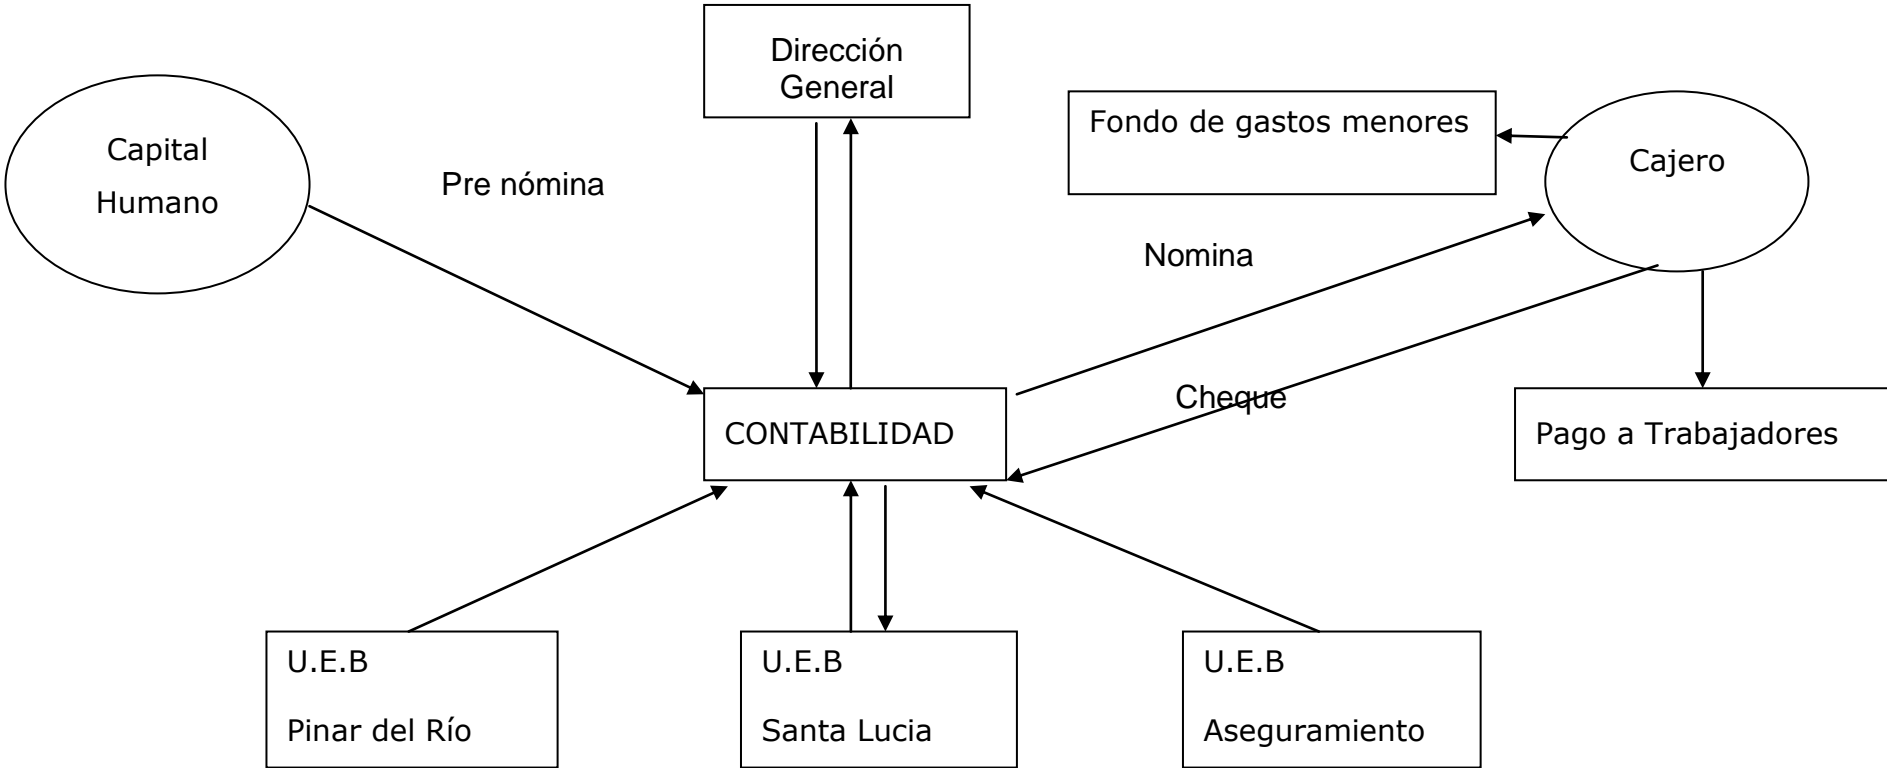 Dirección
General
Capital
Humano
Pre nómina
Fondo de gastos menores
Cajero
Nomina
Cheque
CONTABILIDAD
Pago a Trabajadores
U.E.B
Pinar del Río
U.E.B
Santa Lucia
U.E.B
Aseguramiento